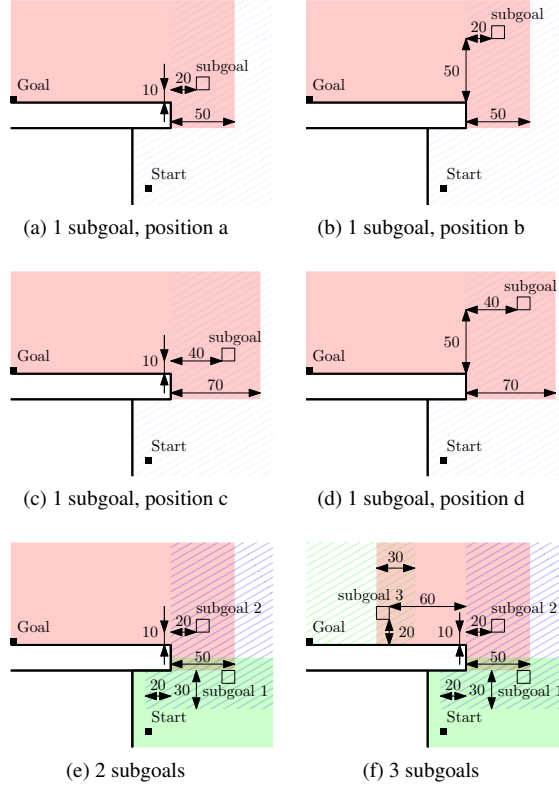 subgoal
20
10
Goal
50
Start
(a) 1 subgoal, position a
20
subgoal
50
Goal
50
Start
(b) 1 subgoal, position b
subgoal
10
40
Goal
70
Start
(c) 1 subgoal, position c
subgoal
40
50
Goal
70
Start
(d) 1 subgoal, position d
20
subgoal 2
10
Goal
50
20
30
subgoal 1
Start
(e) 2 subgoals
30
subgoal 3
60
20
subgoal 2
20
10
Goal
50
20
30
subgoal 1
Start
(f) 3 subgoals